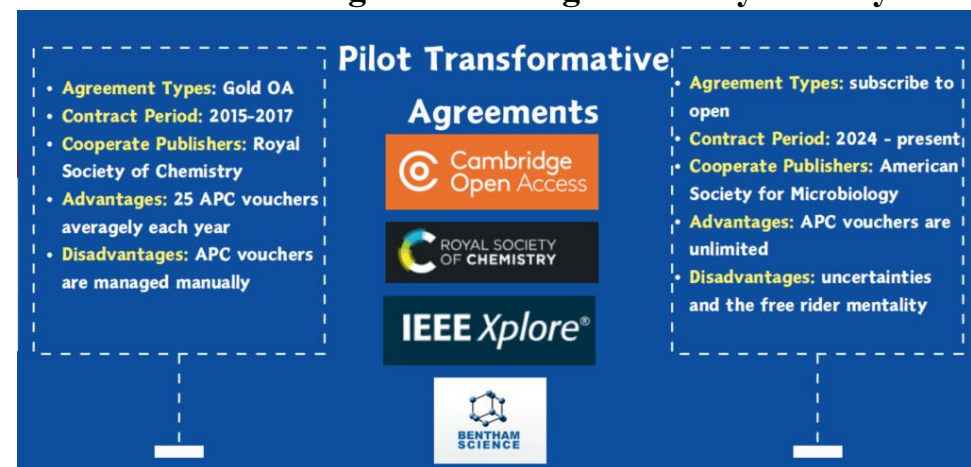 Pilot Transformative
Agreements
• Agreement Types: Gold OA
• Contract Period: 2015-2017
• Cooperate Publishers: Royal
Society of Chemistry
• Advantages: 25 APC vouchers
averagely each year
• Disadvantages: APC vouchers
are managed manually
Cambridge
Open Access
ROYAL SOCIETY
OF CHEMISTRY
IEEE Xplore®
BENTHAM
SCIENCE
• Agreement Types: subscribe to
open
• Contract Period: 2024 - present
• Cooperate Publishers: American
Society for Microbiology
• Advantages: APC vouchers are
unlimited
• Disadvantages: uncertainties
and the free rider mentality